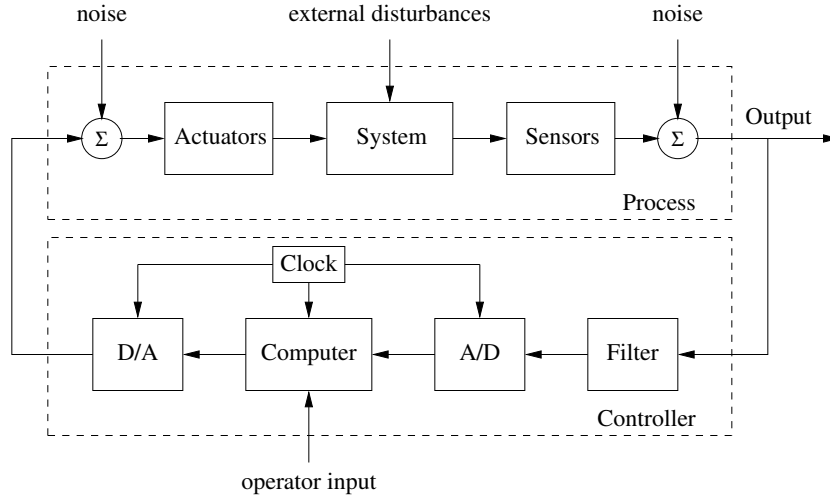 noise
external disturbances
noise
Σ
Actuators
System
Sensors
Σ
Output
Process
Clock
D/A
Computer
A/D
Filter
Controller
operator input